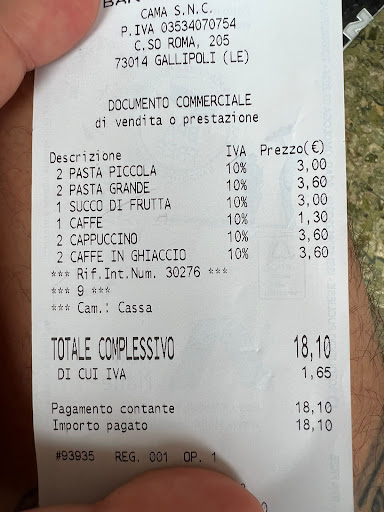 CAMA S.N.C.
P.IVA 03534070754
C.SO ROMA, 205
73014 GALLIPOLI (LE)
DOCUMENTO COMMERCIALE
di vendita o prestazione
Descrizione IVA Prezzo(€)
2 PASTA PICCOLA 10% 3,00
2 PASTA GRANDE 10% 3,60
1 SUCCO DI FRUTTA 10% 3,00
1 CAFFE 10% 1,30
2 CAPPUCCINO 10% 3,60
2 CAFFE IN GHIACCIO 10% 3,60
*** Rif.Int.Num. 30276 ***
*** 9 ***
*** Cam.: Cassa
TOTALE COMPLESSIVO 18,10
DI CUI IVA 1,65
Pagamento contante 18,10
Importo pagato 18,10
#93935 REG. 001 OP. 1